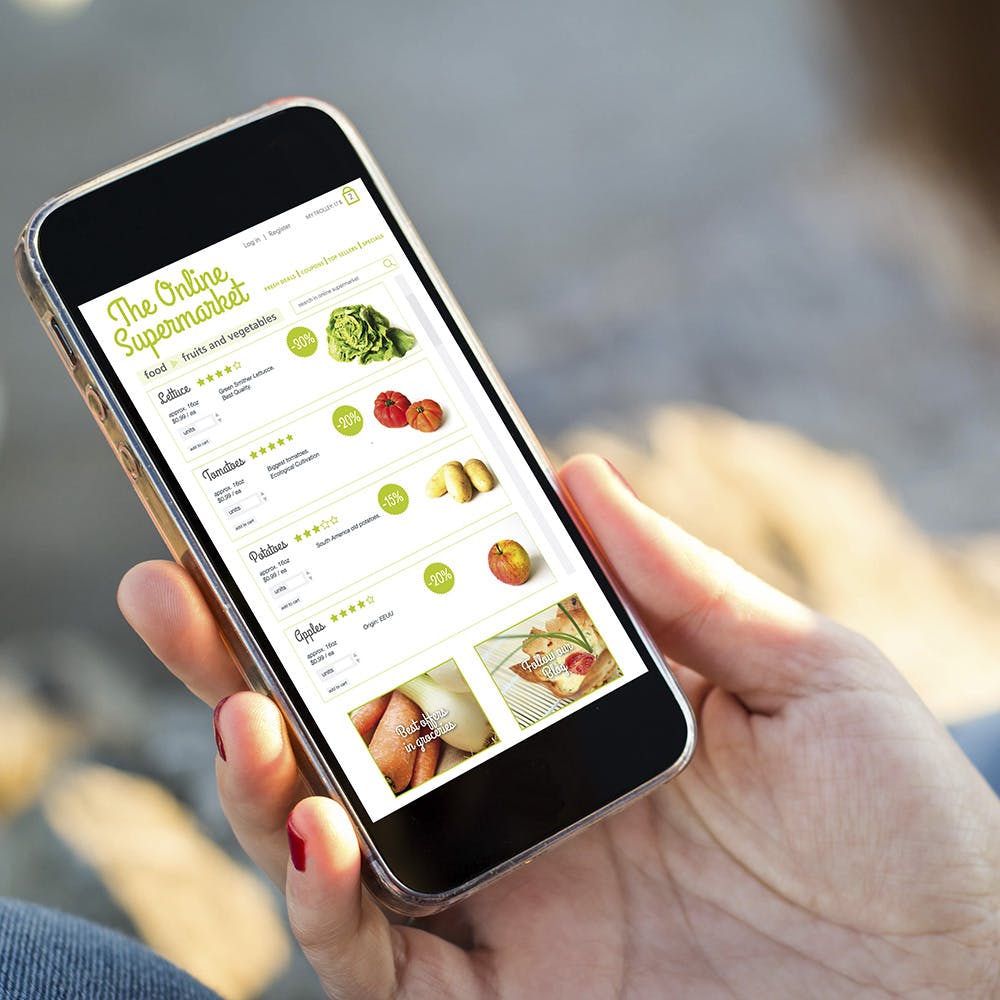 MY TROLLEY: 17 $
2
Log in | Register
The Online
Supermarket
FRESH DEALS | COUPONS | TOP SELLERS | SPECIALS
search in online supermarket
food fruits and vegetables
-30%
Lettuce
Green Smither Lettucce.
Best Quality.
approx. 16oz
$0.99 / ea
units
add to cart
-20%
Tomatoes
Biggest tomatoes.
Ecological Cultivation
approx. 16oz
$0.99 / ea
units
add to cart
-15%
Potatoes
South America old potatoes.
approx. 16oz
$0.99 / ea
units
add to cart
-20%
Apples
Origin: EEUU
approx. 16oz
$0.99 / ea
units
add to cart
Best offers
in groceries
Follow our
Blog